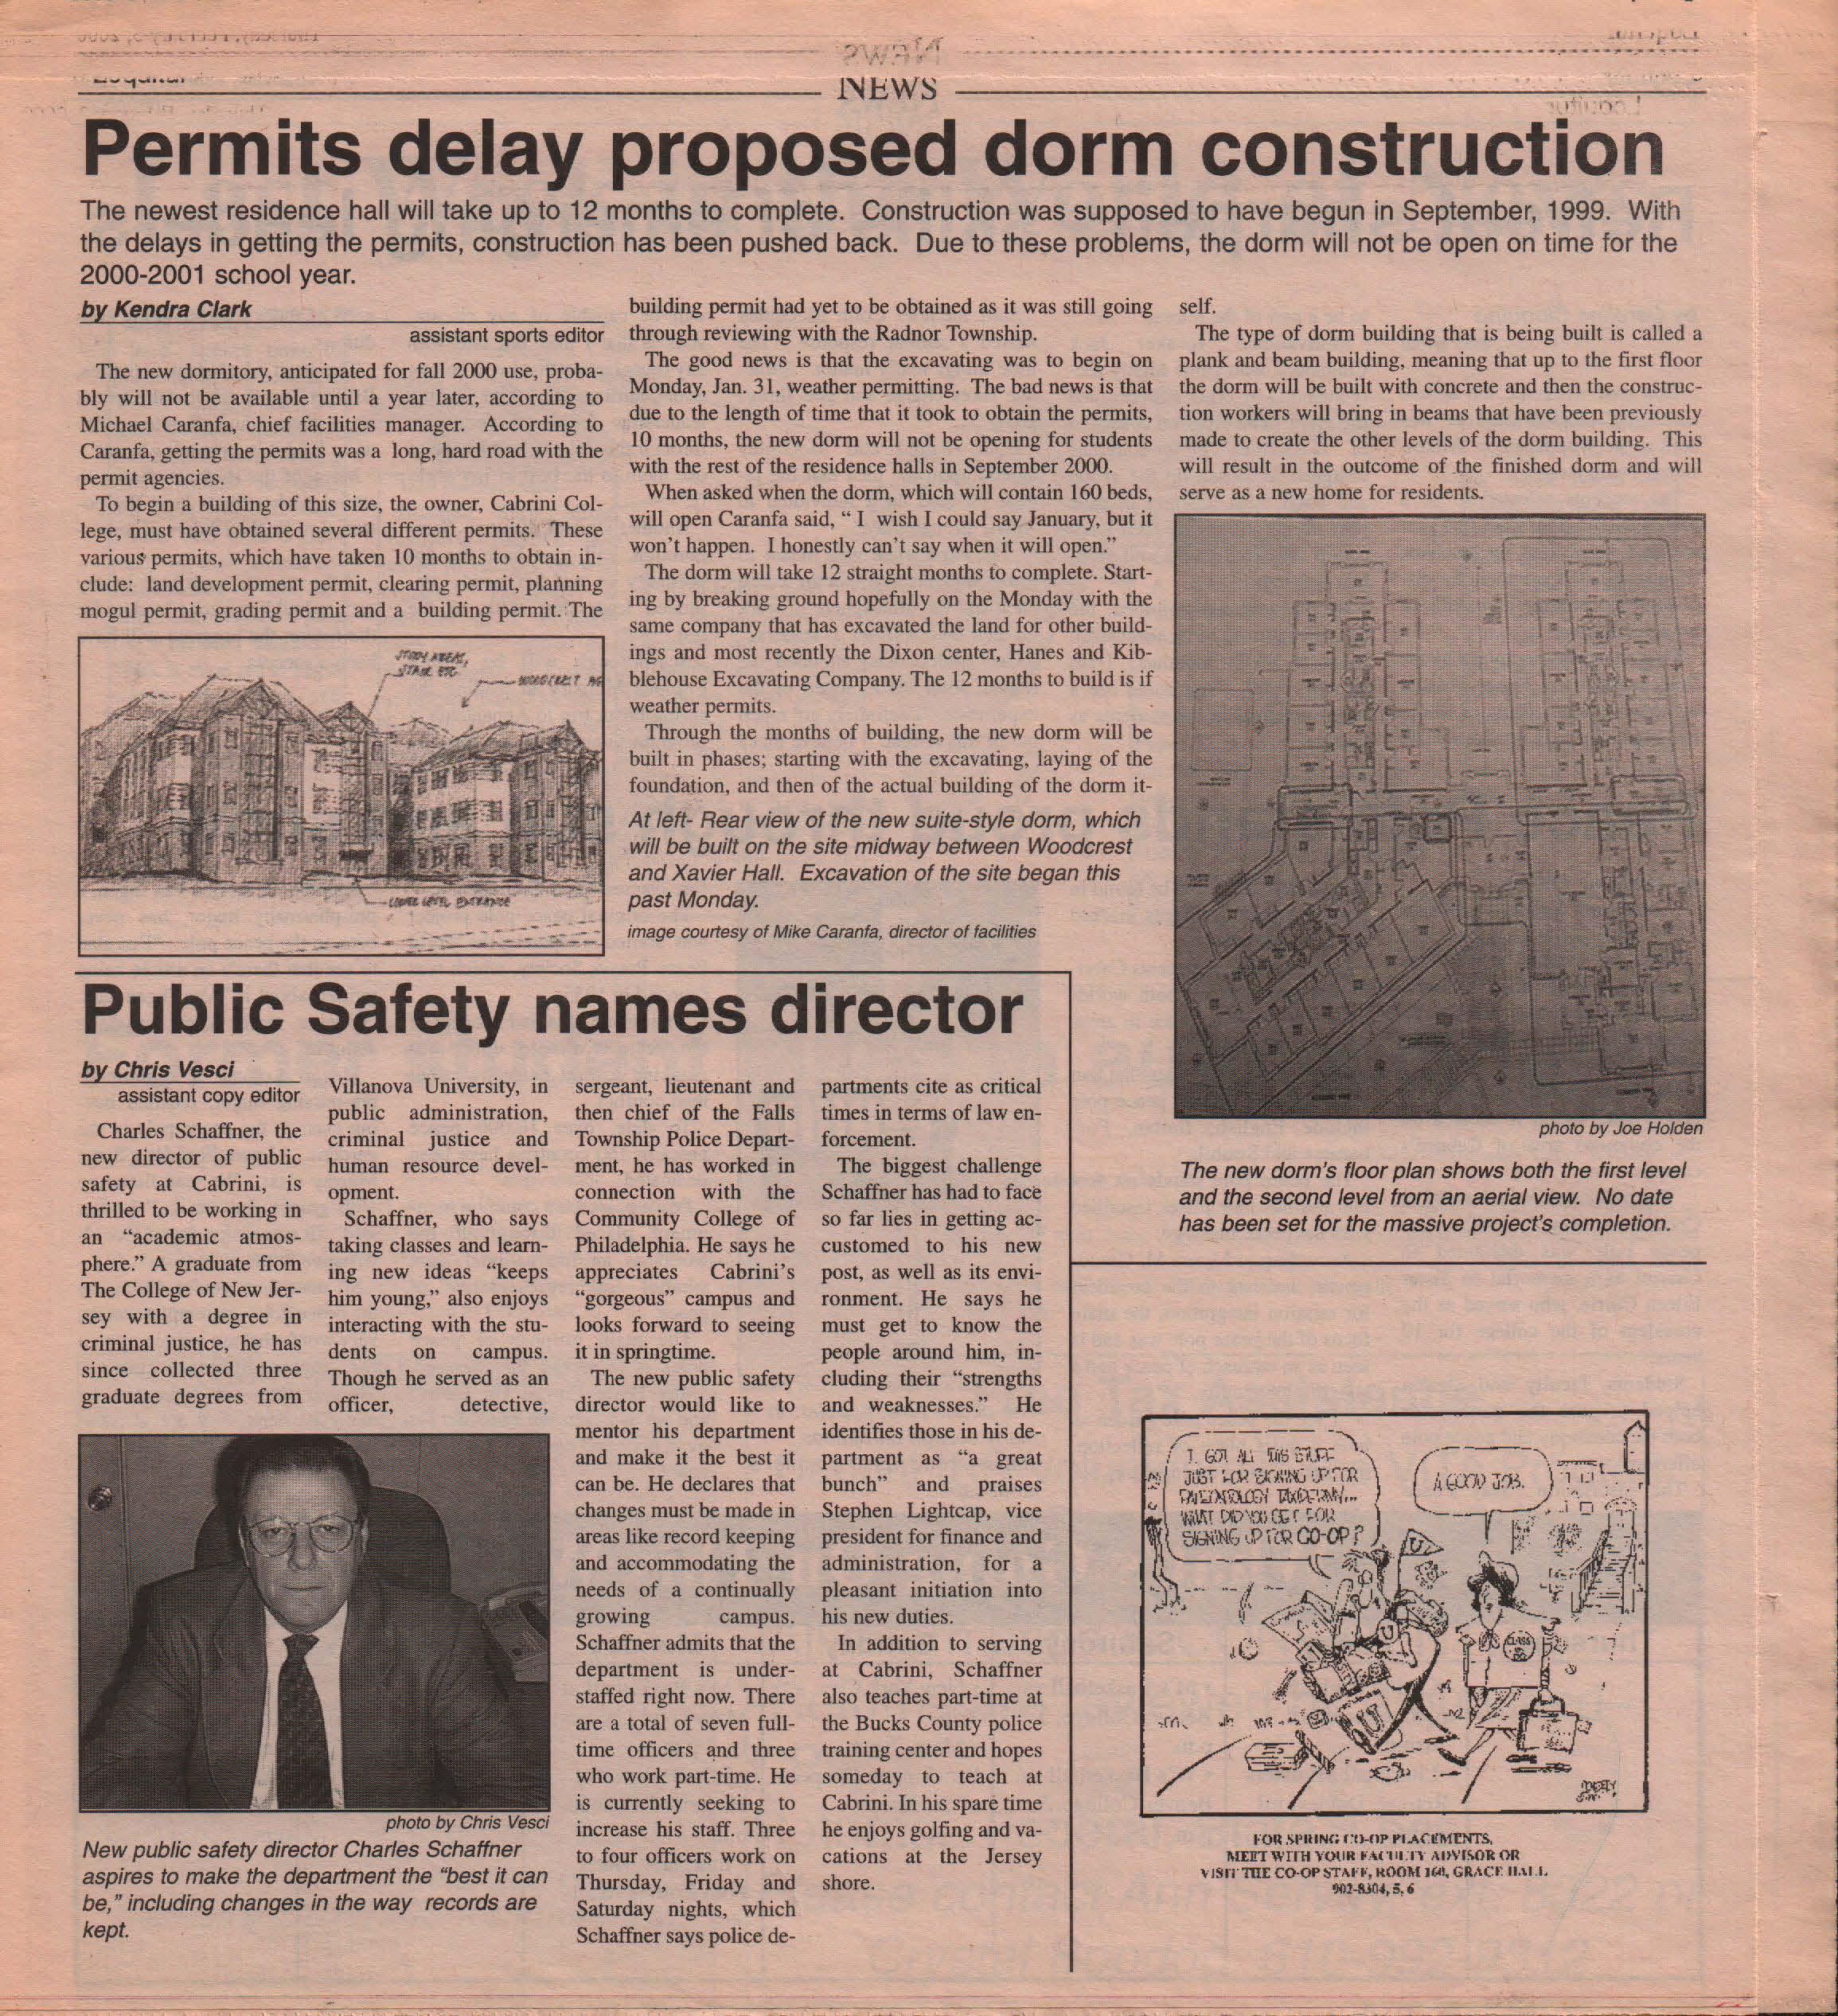 NEWS
Permits delay proposed dorm construction
The newest residence hall will take up to 12 months to complete. Construction was supposed to have begun in September, 1999. With
the delays in getting the permits, construction has been pushed back. Due to these problems, the dorm will not be open on time for the
2000-2001 school year.
by Kendra Clark
assistant sports editor
The new dormitory, anticipated for fall 2000 use, proba-
bly will not be available until a year later, according to
Michael Caranfa, chief facilities manager. According to
Caranfa, getting the permits was a long, hard road with the
permit agencies.
To begin a building of this size, the owner, Cabrini Col-
lege, must have obtained several different permits. These
various permits, which have taken 10 months to obtain in-
clude: land development permit, clearing permit, planning
mogul permit, grading permit and a building permit. The
building permit had yet to be obtained as it was still going
through reviewing with the Radnor Township.
The good news is that the excavating was to begin on
Monday, Jan. 31, weather permitting. The bad news is that
due to the length of time that it took to obtain the permits,
10 months, the new dorm will not be opening for students
with the rest of the residence halls in September 2000.
When asked when the dorm, which will contain 160 beds,
will open Caranfa said, “ I wish I could say January, but it
won’t happen. I honestly can’t say when it will open.”
The dorm will take 12 straight months to complete. Start-
ing by breaking ground hopefully on the Monday with the
same company that has excavated the land for other build-
ings and most recently the Dixon center, Hanes and Kib-
blehouse Excavating Company. The 12 months to build is if
weather permits.
Through the months of building, the new dorm will be
built in phases; starting with the excavating, laying of the
foundation, and then of the actual building of the dorm it-
self.
The type of dorm building that is being built is called a
plank and beam building, meaning that up to the first floor
the dorm will be built with concrete and then the construc-
tion workers will bring in beams that have been previously
made to create the other levels of the dorm building. This
will result in the outcome of the finished dorm and will
serve as a new home for residents.
STUDY AREAS,
STAIR ETC.
LOWER LEVEL ENTRANCE
At left- Rear view of the new suite-style dorm, which
will be built on the site midway between Woodcrest
and Xavier Hall. Excavation of the site began this
past Monday.
image courtesy of Mike Caranfa, director of facilities
photo by Joe Holden
The new dorm’s floor plan shows both the first level
and the second level from an aerial view. No date
has been set for the massive project’s completion.
Public Safety names director
by Chris Vesci
assistant copy editor
Charles Schaffner, the
new director of public
safety at Cabrini, is
thrilled to be working in
an “academic atmos-
phere.” A graduate from
The College of New Jer-
sey with a degree in
criminal justice, he has
since collected three
graduate degrees from
Villanova University, in
public administration,
criminal justice and
human resource devel-
opment.
Schaffner, who says
taking classes and learn-
ing new ideas “keeps
him young,” also enjoys
interacting with the stu-
dents on campus.
Though he served as an
officer, detective,
sergeant, lieutenant and
then chief of the Falls
Township Police Depart-
ment, he has worked in
connection with the
Community College of
Philadelphia. He says he
appreciates Cabrini’s
“gorgeous” campus and
looks forward to seeing
it in springtime.
The new public safety
director would like to
mentor his department
and make it the best it
can be. He declares that
changes must be made in
areas like record keeping
and accommodating the
needs of a continually
growing campus.
Schaffner admits that the
department is under-
staffed right now. There
are a total of seven full-
time officers and three
who work part-time. He
is currently seeking to
increase his staff. Three
to four officers work on
Thursday, Friday and
Saturday nights, which
Schaffner says police de-
partments cite as critical
times in terms of law en-
forcement.
The biggest challenge
Schaffner has had to face
so far lies in getting ac-
customed to his new
post, as well as its envi-
ronment. He says he
must get to know the
people around him, in-
cluding their “strengths
and weaknesses.” He
identifies those in his de-
partment as “a great
bunch” and praises
Stephen Lightcap, vice
president for finance and
administration, for a
pleasant initiation into
his new duties.
In addition to serving
at Cabrini, Schaffner
also teaches part-time at
the Bucks County police
training center and hopes
someday to teach at
Cabrini. In his spare time
he enjoys golfing and va-
cations at the Jersey
shore.
photo by Chris Vesci
New public safety director Charles Schaffner
aspires to make the department the “best it can
be,” including changes in the way records are
kept.
I GOT ALL THIS STUFF
JUST FOR SIGNING UP FOR
PALEONTOLOGY TAXIDERMY...
WHAT DID YOU GET FOR
SIGNING UP FOR CO-OP?
A GOOD JOB.
FOR SPRING CO-OP PLACEMENTS,
MEET WITH YOUR FACULTY ADVISOR OR
VISIT THE CO-OP STAFF, ROOM 160, GRACE HALL.
902-8304, 5, 6